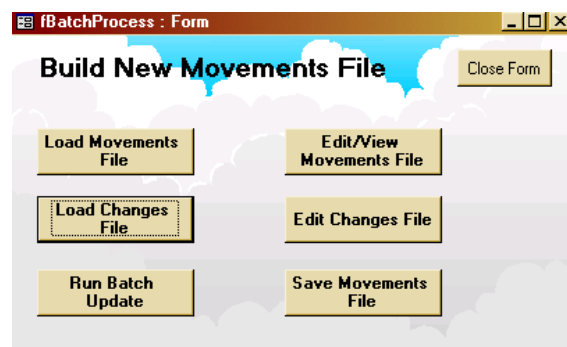 fBatchProcess : Form
Build New Movements File
Close Form
Load Movements
File
Edit/View
Movements File
Load Changes
File
Edit Changes File
Run Batch
Update
Save Movements
File